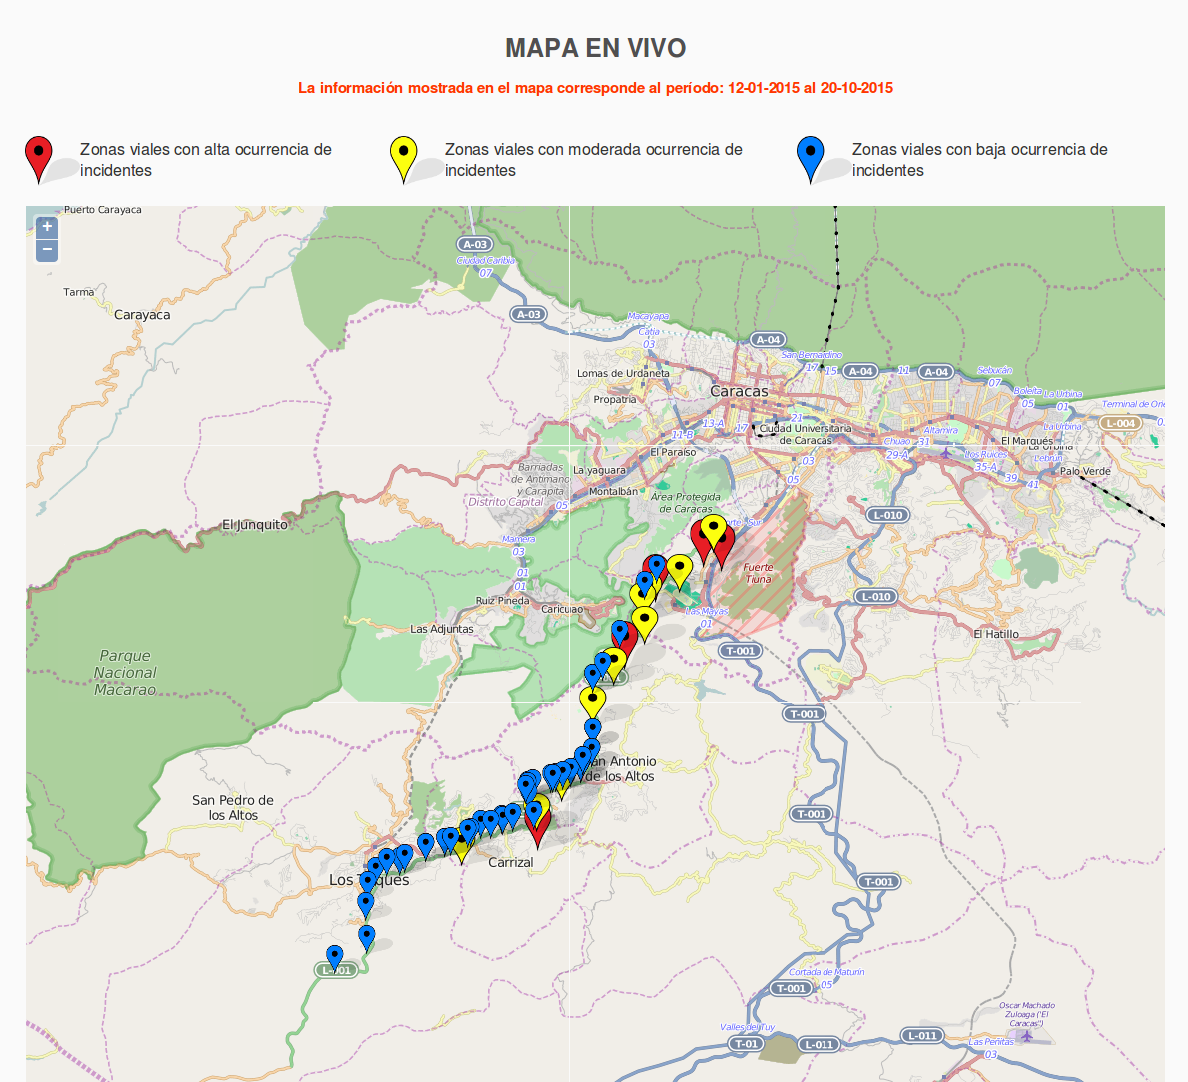 MAPA EN VIVO
La información mostrada en el mapa corresponde al período: 12-01-2015 al 20-10-2015
Zonas viales con alta ocurrencia de
incidentes
Zonas viales con moderada ocurrencia de
incidentes
Zonas viales con baja ocurrencia de
incidentes
+
−
Puerto Carayaca
A-03
Ciudad Caribia
07
Tarma
Carayaca
A-03
Macayapa
Catia
03
A-04
San Bernardino
17
15
A-04
11
A-04
Sebucán
07
Lomas de Urdaneta
Propatria
Caracas
Boleíta
05
La Urbina
01
Terminal de Orie
L-004
13-A
17
21
11-B
Ciudad Universitaria
de Caracas
Altamira
Chuao
31
29-A
La Urbina
El Marqués
La Urbina
Lebrún
Los Ruices
35-A
39
41
Palo Verde
El Paraíso
03
05
La yaguara
Barriadas
de Antimano
y Carapita
Montalbán
Distrito Capital
05
Área Protegida
de Caracas
El Junquito
L-010
Mamera
03
01
01
Fuerte
Tiuna
Ruiz Pineda
Caricuao
Las Mayas
01
L-010
Las Adjuntas
El Hatillo
T-001
Parque
Nacional
Macarao
T-001
San Pedro de
los Altos
an Antonio
de los Altos
T-001
Carrizal
T-001
L-001
Cortada de Maturín
05
T-001
Oscar Machado
Zuloaga ("El
Caracas")
Valles del Tuy
T-01
L-011
L-011
Las Peñitas
03